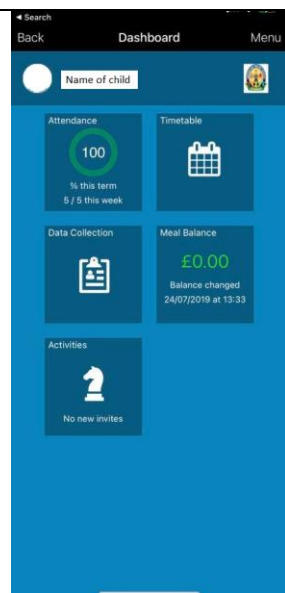 ◄ Search
Back Dashboard Menu
Name of child
Attendance
100
% this term
5 / 5 this week
Timetable
Data Collection
Meal Balance
£0.00
Balance changed
24/07/2019 at 13:33
Activities
No new invites